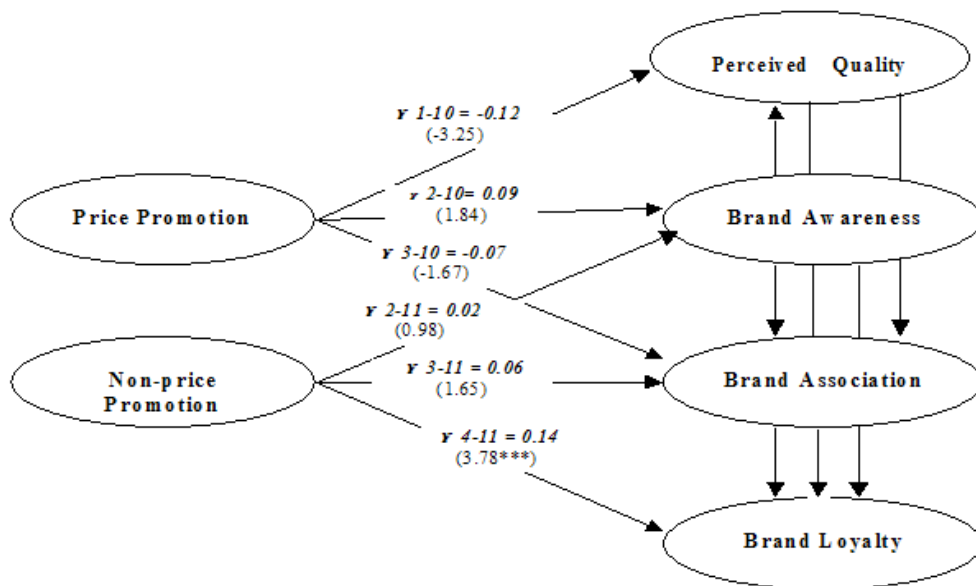 Perceived Quality
ɤ 1-10 = -0.12
(-3.25)
Price Promotion
ɤ 2-10= 0.09
(1.84)
Brand Awareness
ɤ 3-10 = -0.07
(-1.67)
ɤ 2-11 = 0.02
(0.98)
Non-price
Promotion
ɤ 3-11 = 0.06
(1.65)
Brand Association
ɤ 4-11 = 0.14
(3.78***)
Brand Loyalty